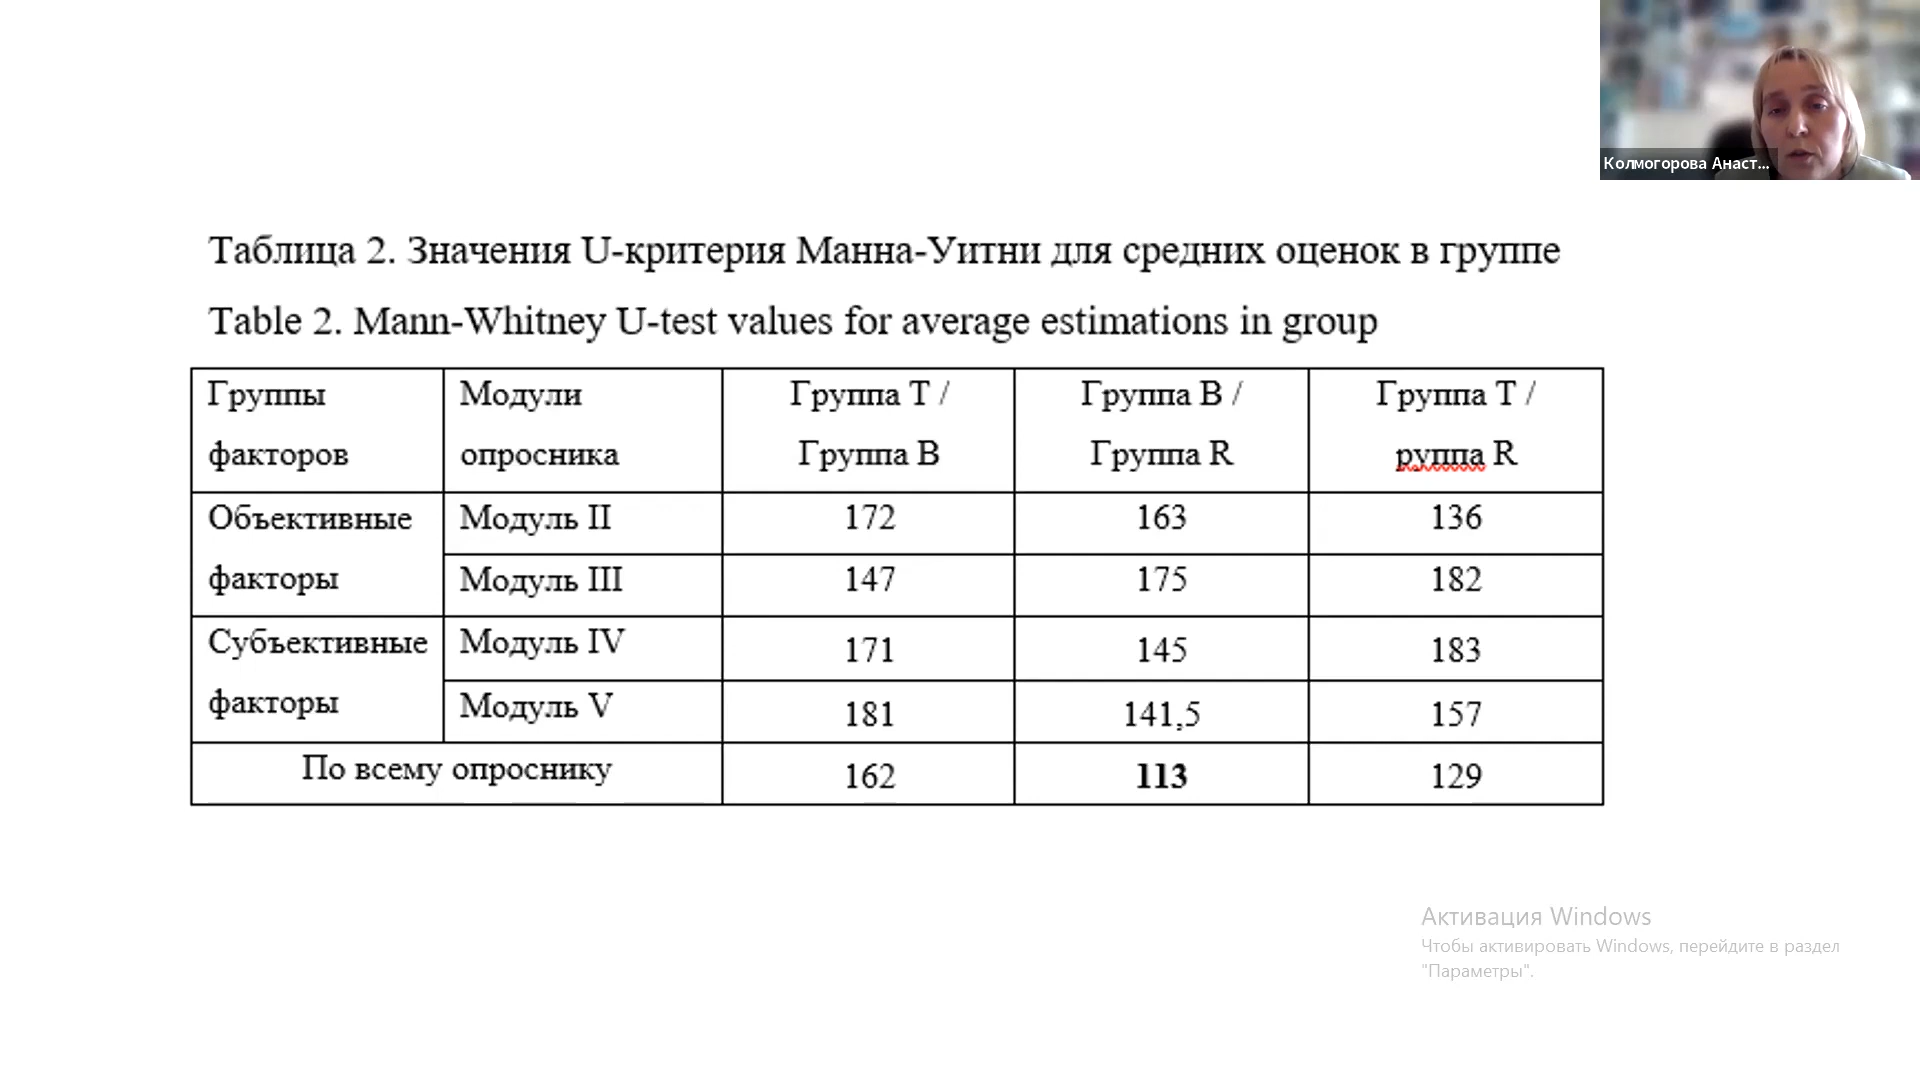 Колмогорова Анаст...
Таблица 2. Значения U-критерия Манна-Уитни для средних оценок в группе
Table 2. Mann-Whitney U-test values for average estimations in group
Группы факторов Модули опросника Группа T / Группа B Группа B / Группа R Группа T / руппа R
Объективные факторы Модуль II 172 163 136
Модуль III 147 175 182
Субъективные факторы Модуль IV 171 145 183
Модуль V 181 141,5 157
По всему опроснику 162 113 129
Активация Windows
Чтобы активировать Windows, перейдите в раздел
"Параметры".